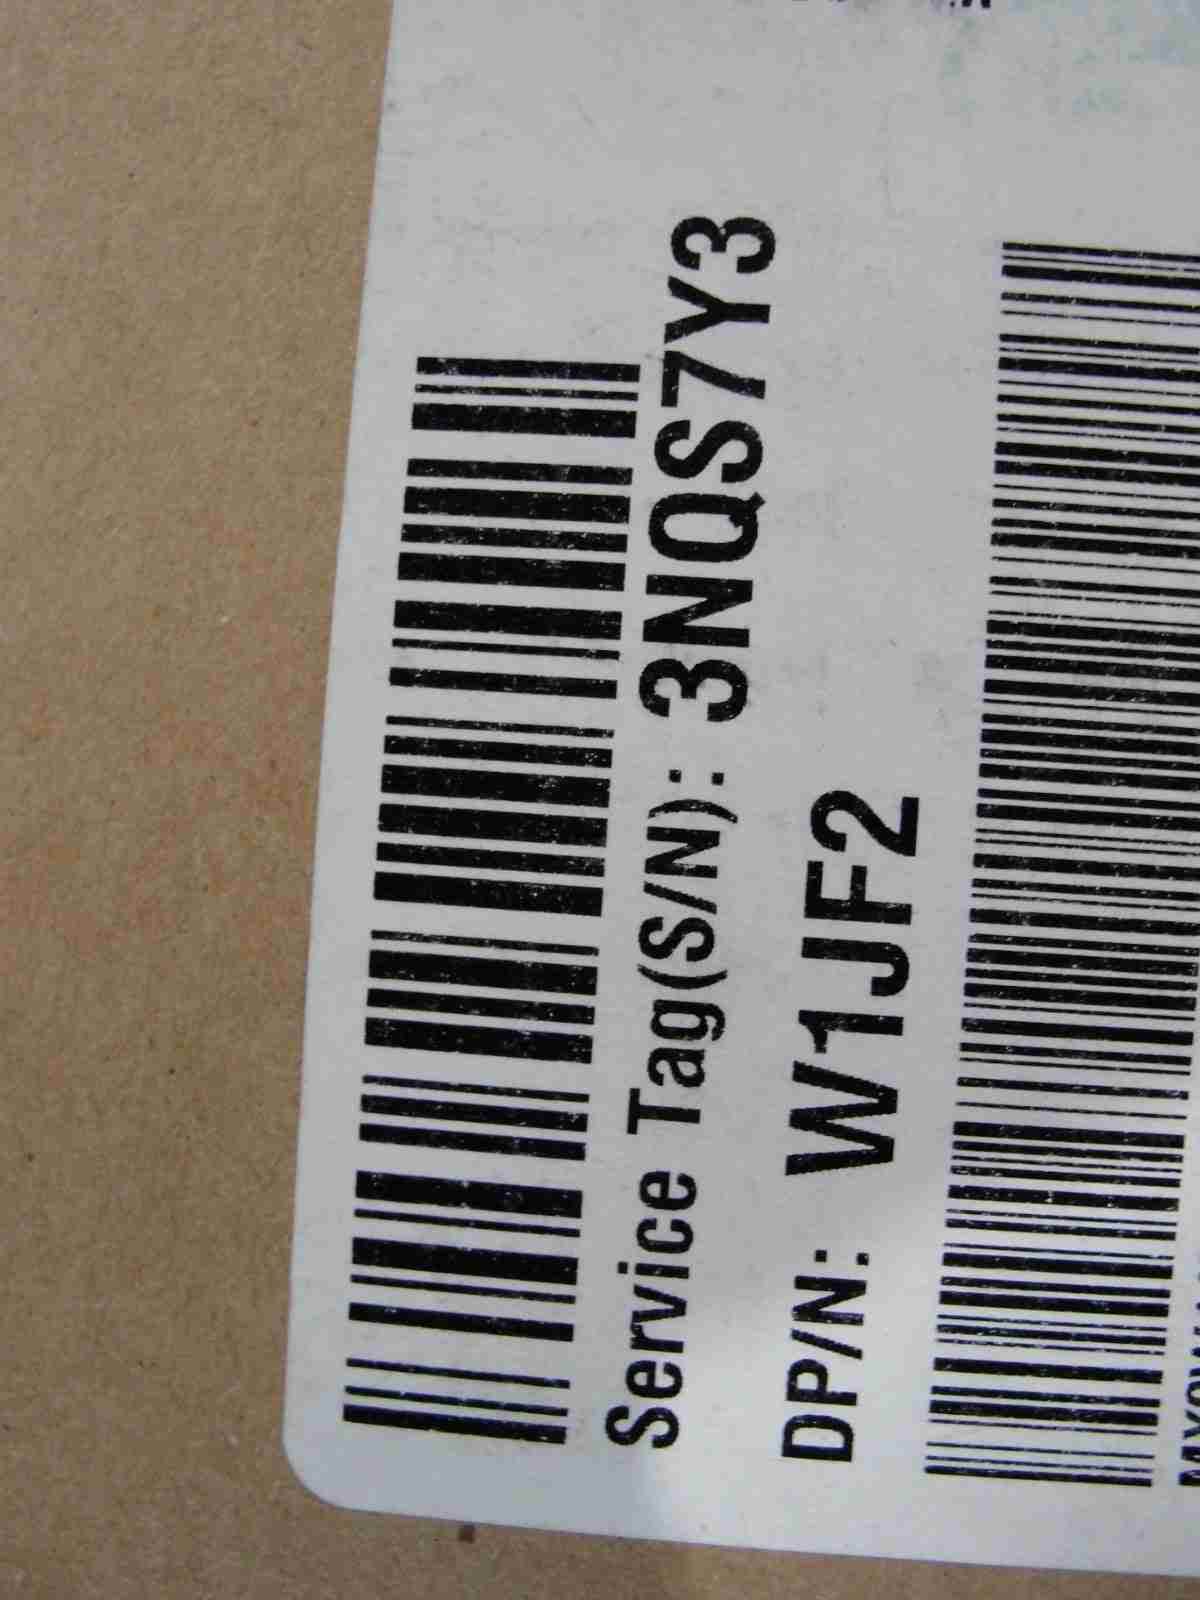 Service Tag(S/N): 3NQS7Y3
DP/N: W1JF2